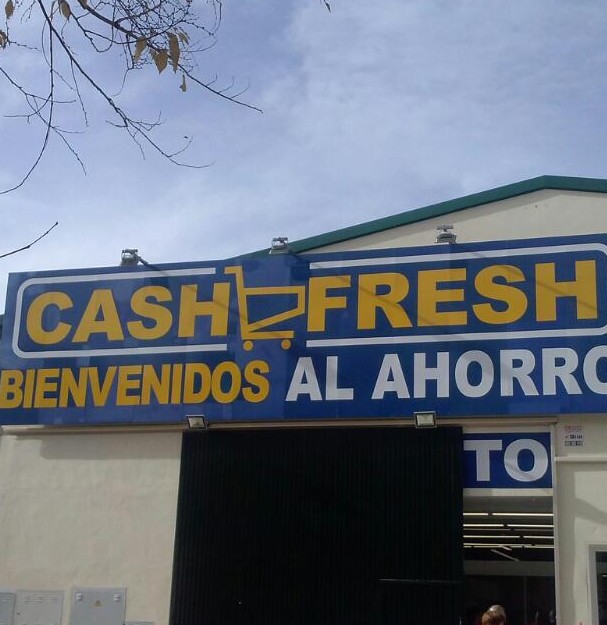 CASH FRESH
BIENVENIDOS AL AHORRO
TO